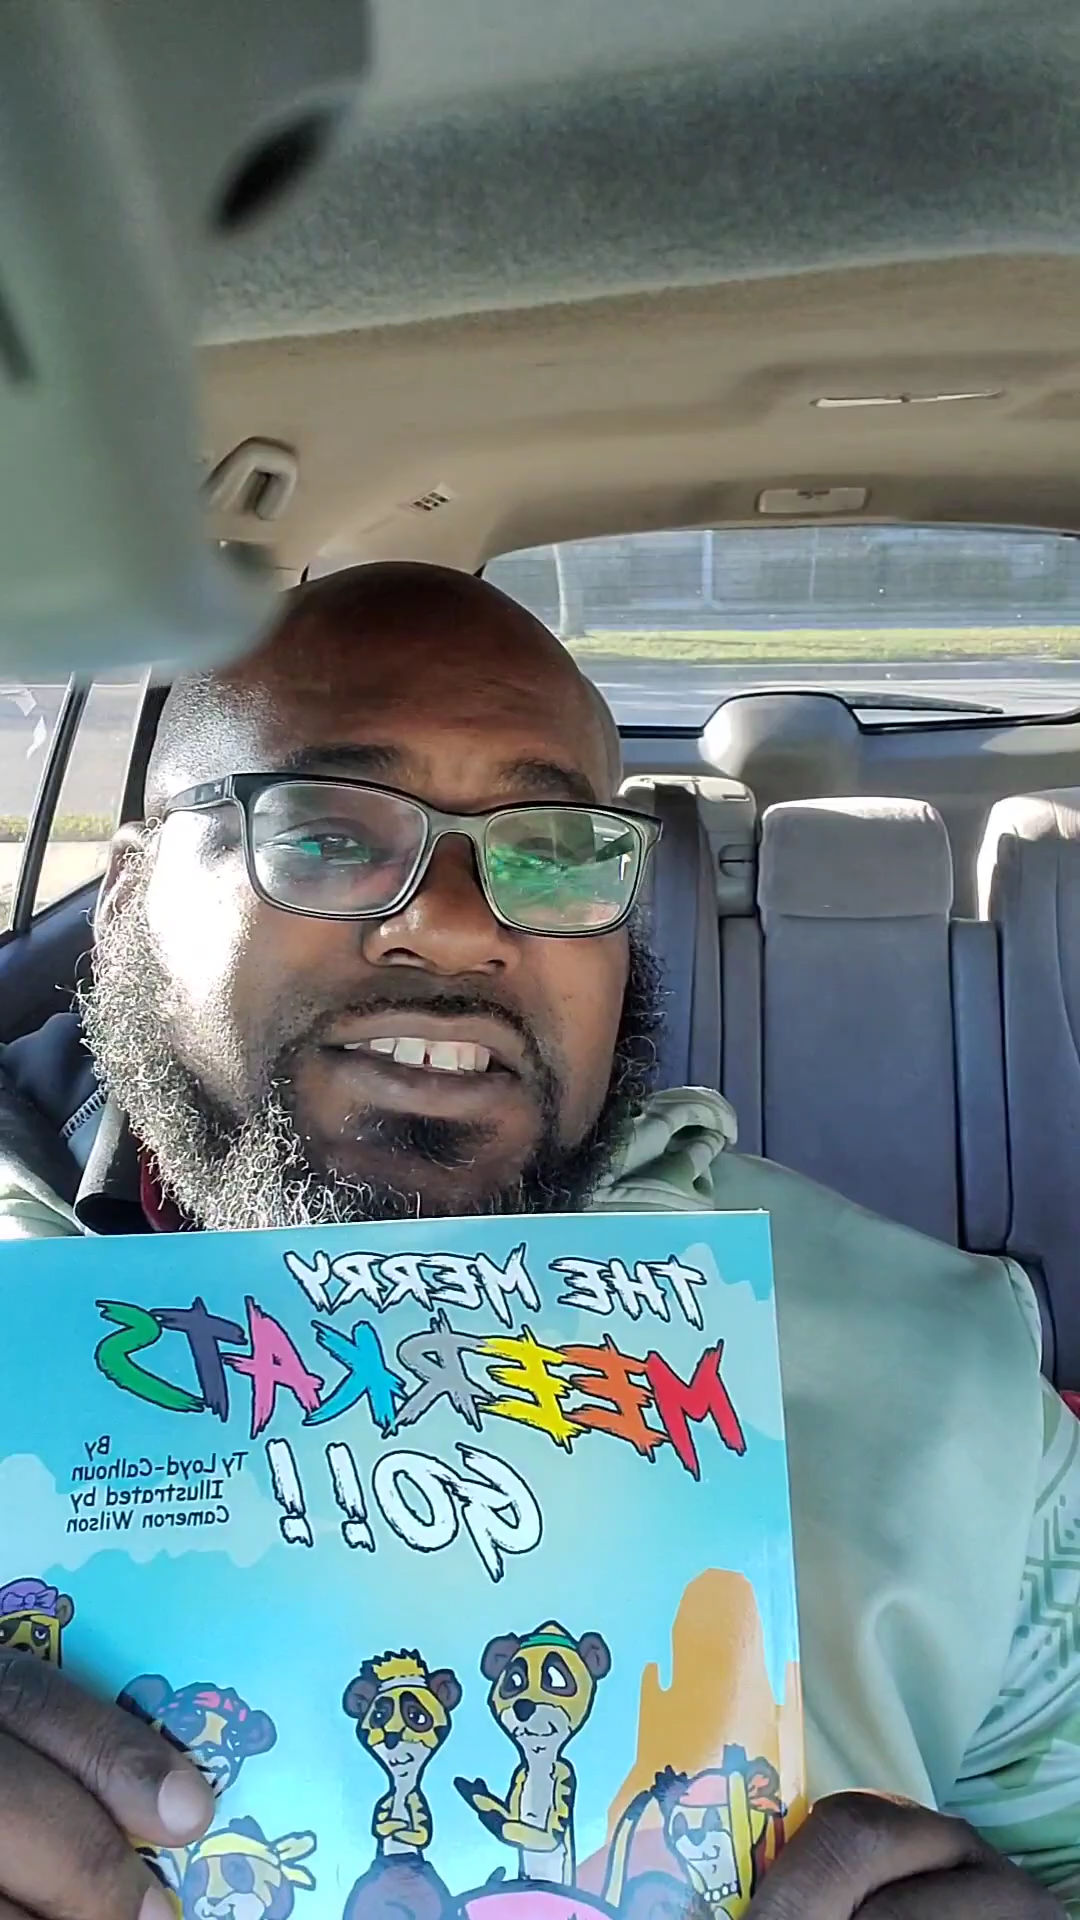 THE MERRY
MEERKATS
GO!!
By
Ty Loyd-Calhoun
Illustrated by
Cameron Wilson